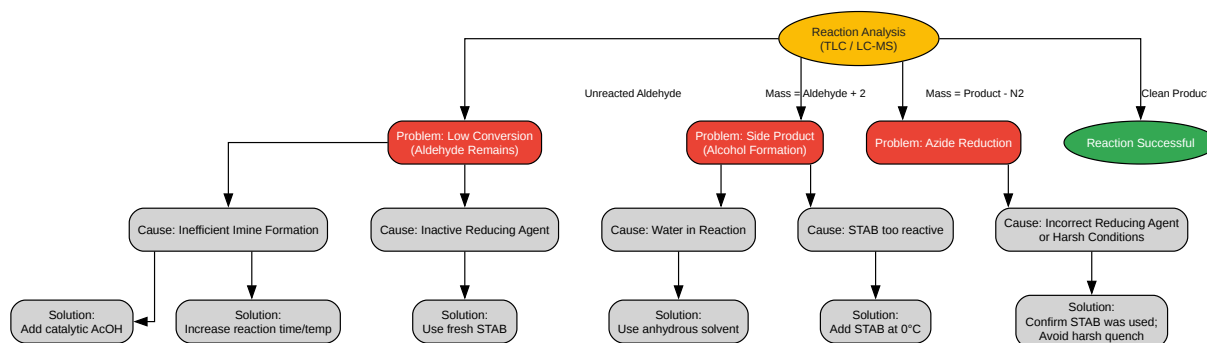 Reaction Analysis
(TLC / LC-MS)
Unreacted Aldehyde
Mass = Aldehyde + 2
Mass = Product - N2
Clean Product
Problem: Low Conversion
(Aldehyde Remains)
Problem: Side Product
(Alcohol Formation)
Problem: Azide Reduction
Reaction Successful
Cause: Inefficient Imine Formation
Cause: Inactive Reducing Agent
Cause: Water in Reaction
Cause: STAB too reactive
Cause: Incorrect Reducing Agent
or Harsh Conditions
Solution:
Add catalytic AcOH
Solution:
Increase reaction time/temp
Solution:
Use fresh STAB
Solution:
Use anhydrous solvent
Solution:
Add STAB at 0°C
Solution:
Confirm STAB was used;
Avoid harsh quench